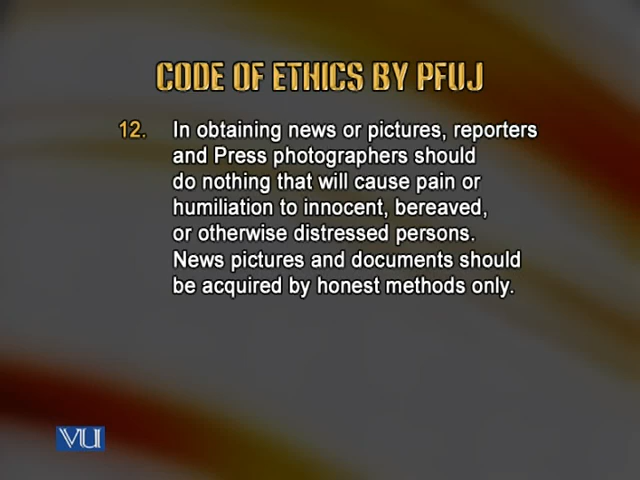 CODE OF ETHICS BY PFUJ
12. In obtaining news or pictures, reporters
and Press photographers should
do nothing that will cause pain or
humiliation to innocent, bereaved,
or otherwise distressed persons.
News pictures and documents should
be acquired by honest methods only.
VU